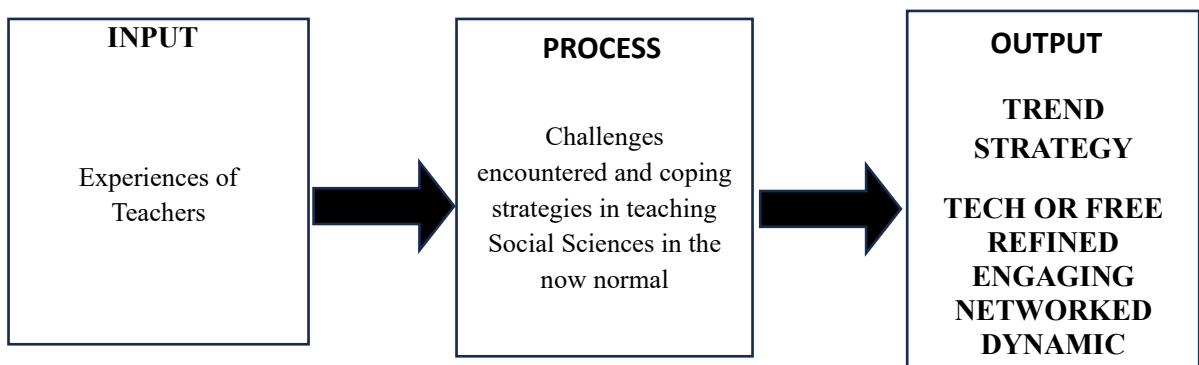 INPUT
Experiences of
Teachers
PROCESS
Challenges
encountered and coping
strategies in teaching
Social Sciences in the
now normal
OUTPUT
TREND
STRATEGY
TECH OR FREE
REFINED
ENGAGING
NETWORKED
DYNAMIC